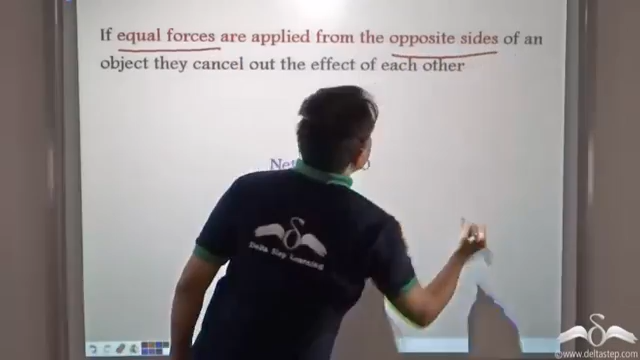 If equal forces are applied from the opposite sides of an
object they cancel out the effect of each other
Delta Step Learning
©www.deltastep.com